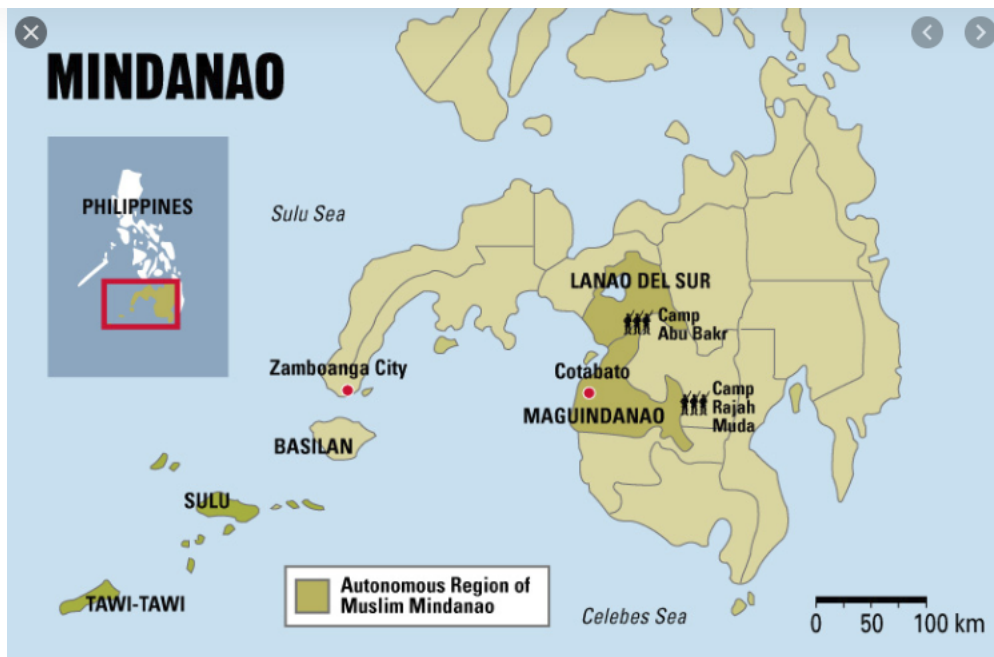 MINDANAO
PHILIPPINES
Sulu Sea
LANAO DEL SUR
Camp
Abu Bakr
Zamboanga City
Cotabato
Camp
Rajah
Muda
MAGUINDANAO
BASILAN
SULU
TAWI-TAWI
Autonomous Region of
Muslim Mindanao
Celebes Sea
0 50 100 km